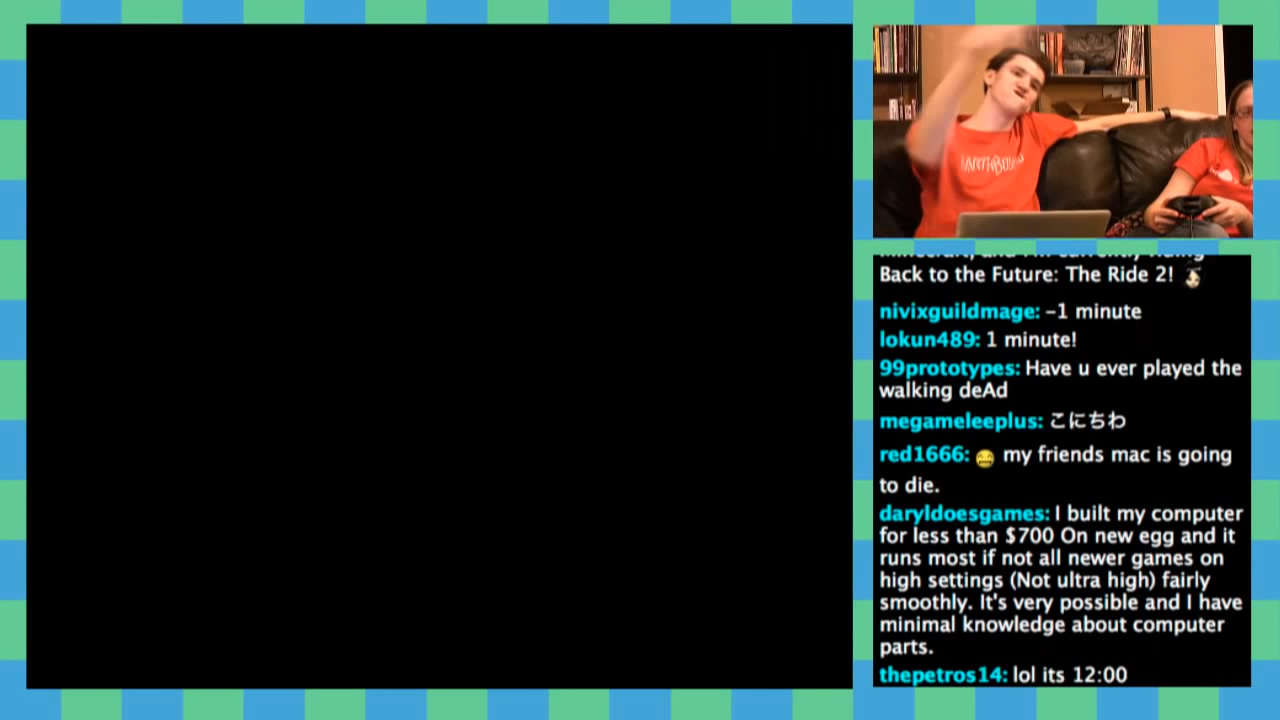 EARTHBOUND
Back to the Future: The Ride 2!
nivixguildmage: -1 minute
lokun489: 1 minute!
99prototypes: Have u ever played the
walking deAd
megameleeplus: こにちわ
red1666: my friends mac is going
to die.
daryldoesgames: I built my computer
for less than $700 On new egg and it
runs most if not all newer games on
high settings (Not ultra high) fairly
smoothly. It's very possible and I have
minimal knowledge about computer
parts.
thepetros14: lol its 12:00